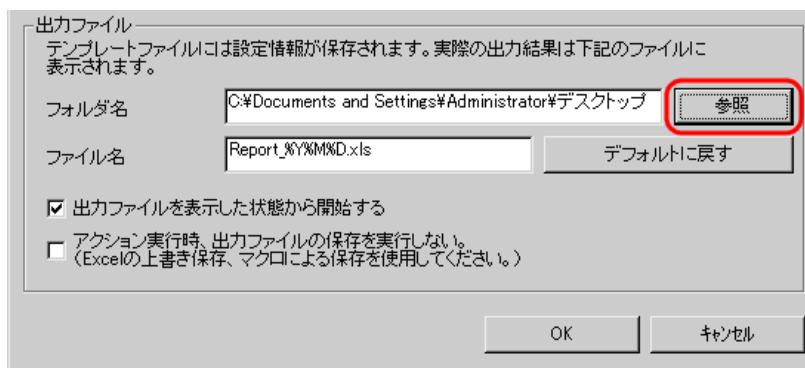 出力ファイル
テンプレートファイルには設定情報が保存されます。実際の出力結果は下記のファイルに
表示されます。
フォルダ名 C:¥Documents and Settings¥Administrator¥デスクトップ 参照
ファイル名 Report_%Y%M%D.xls デフォルトに戻す
出力ファイルを表示した状態から開始する
アクション実行時、出力ファイルの保存を実行しない。
(Excelの上書き保存、マクロによる保存を使用してください。)
OK キャンセル